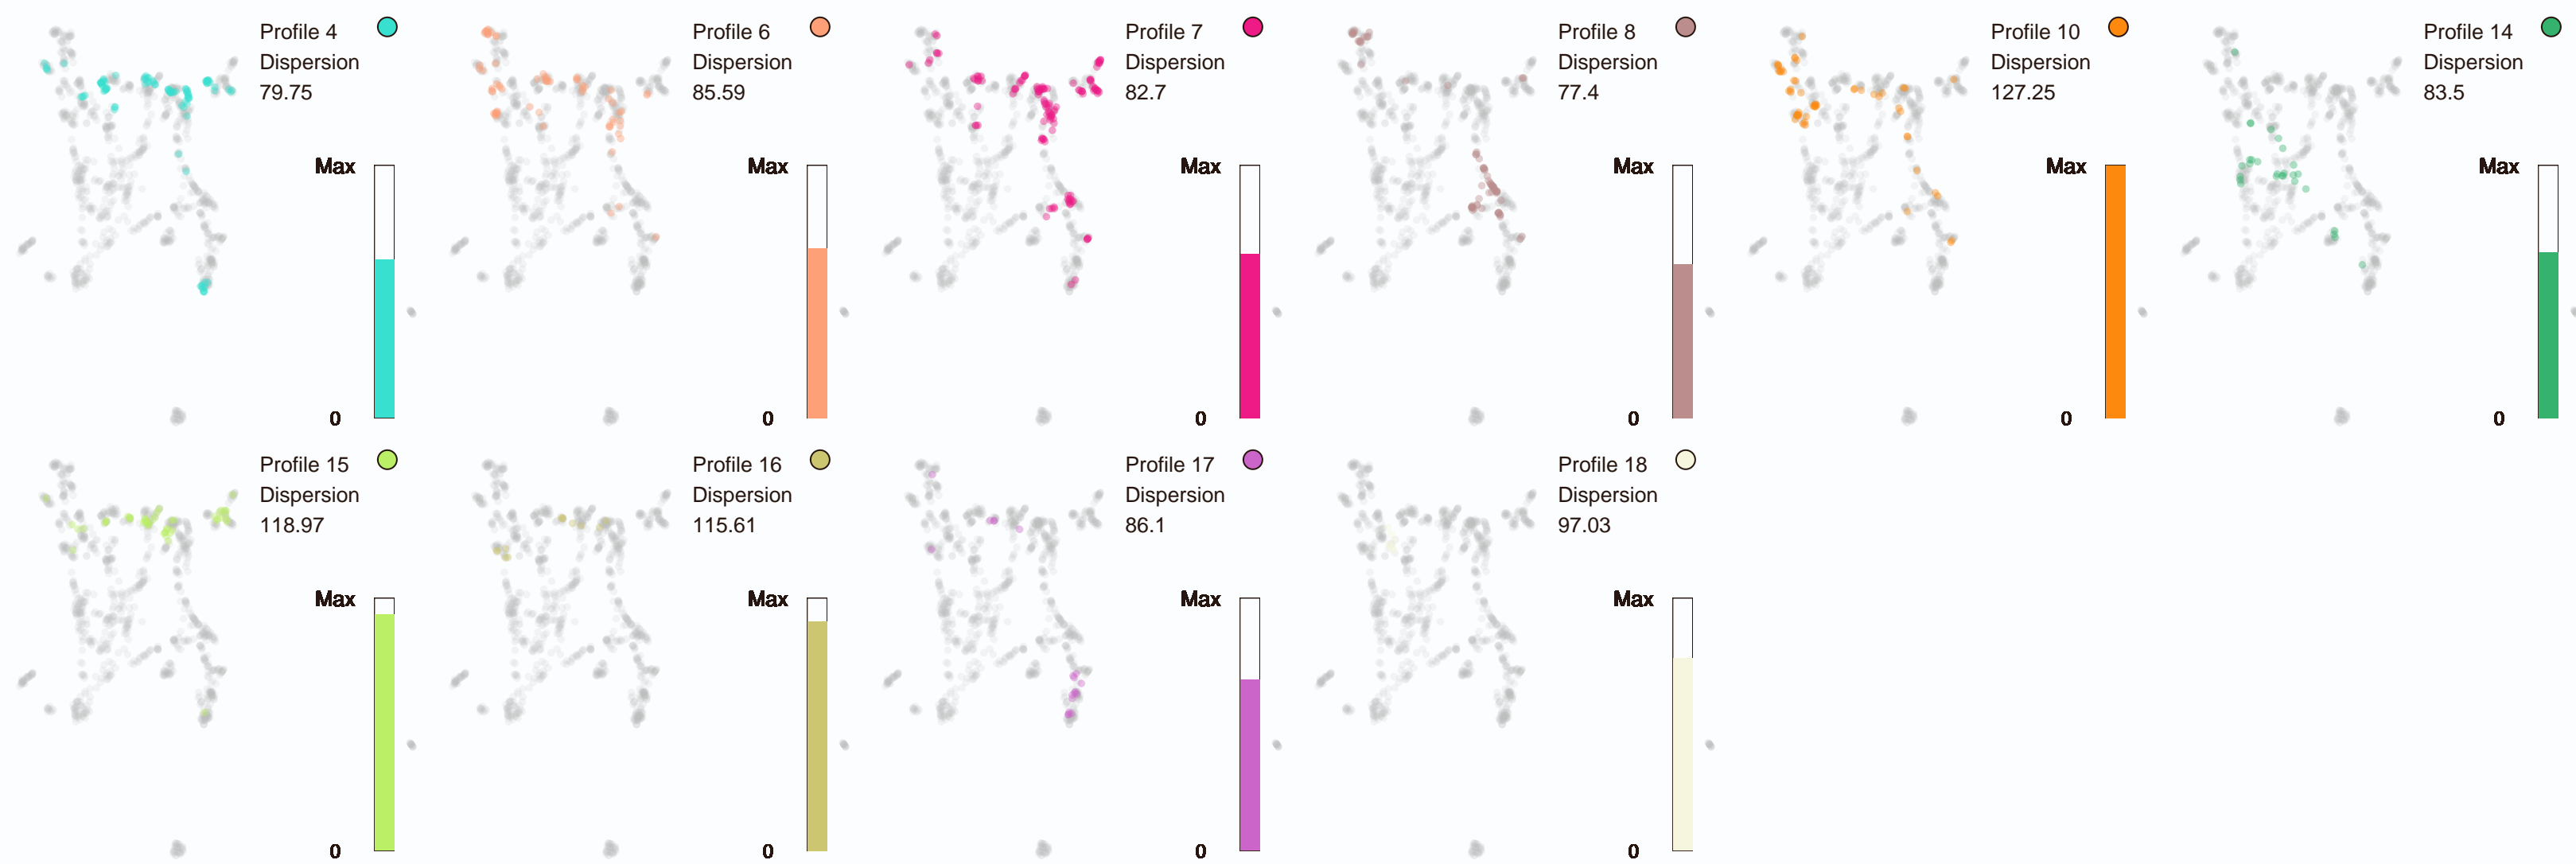 Profile 4
Dispersion
79.75
Max
0
Profile 6
Dispersion
85.59
Max
0
Profile 7
Dispersion
82.7
Max
0
Profile 8
Dispersion
77.4
Max
0
Profile 10
Dispersion
127.25
Max
0
Profile 14
Dispersion
83.5
Max
0
Profile 15
Dispersion
118.97
Max
0
Profile 16
Dispersion
115.61
Max
0
Profile 17
Dispersion
86.1
Max
0
Profile 18
Dispersion
97.03
Max
0